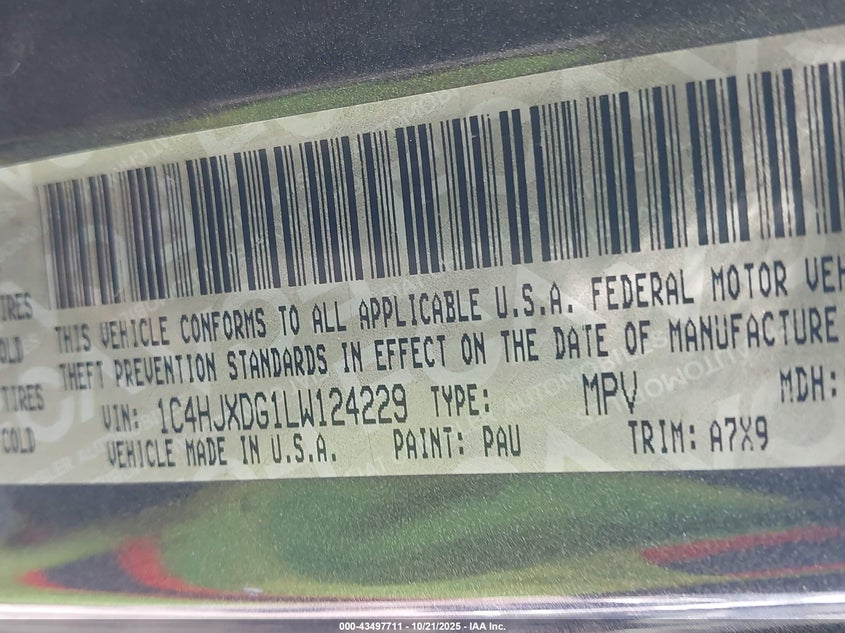 THIS VEHICLE CONFORMS TO ALL APPLICABLE U.S.A. FEDERAL MOTOR VEH
THEFT PREVENTION STANDARDS IN EFFECT ON THE DATE OF MANUFACTURE
TIRES
COLD
VIN: 1C4HJXDG1LW124229 TYPE: MPV MDH:
VEHICLE MADE IN U.S.A. PAINT: PAU TRIM: A7X9
000-43497711 - 10/21/2025 - IAA Inc.